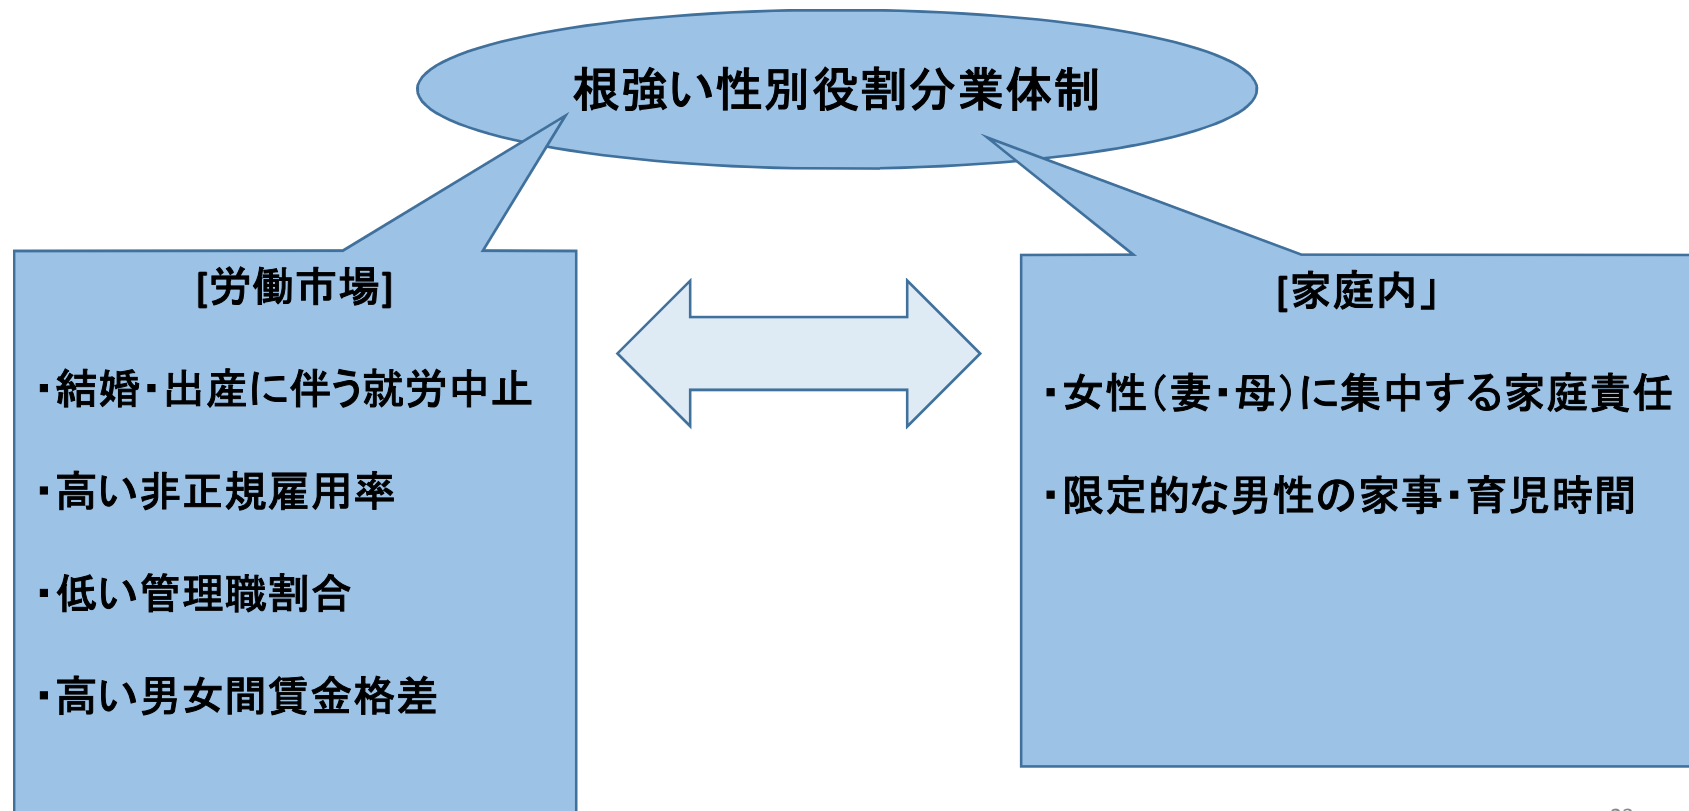 根強い性別役割分業体制
[労働市場]
・結婚・出産に伴う就労中止
・高い非正規雇用率
・低い管理職割合
・高い男女間賃金格差
[家庭内」
・女性(妻・母)に集中する家庭責任
・限定的な男性の家事・育児時間